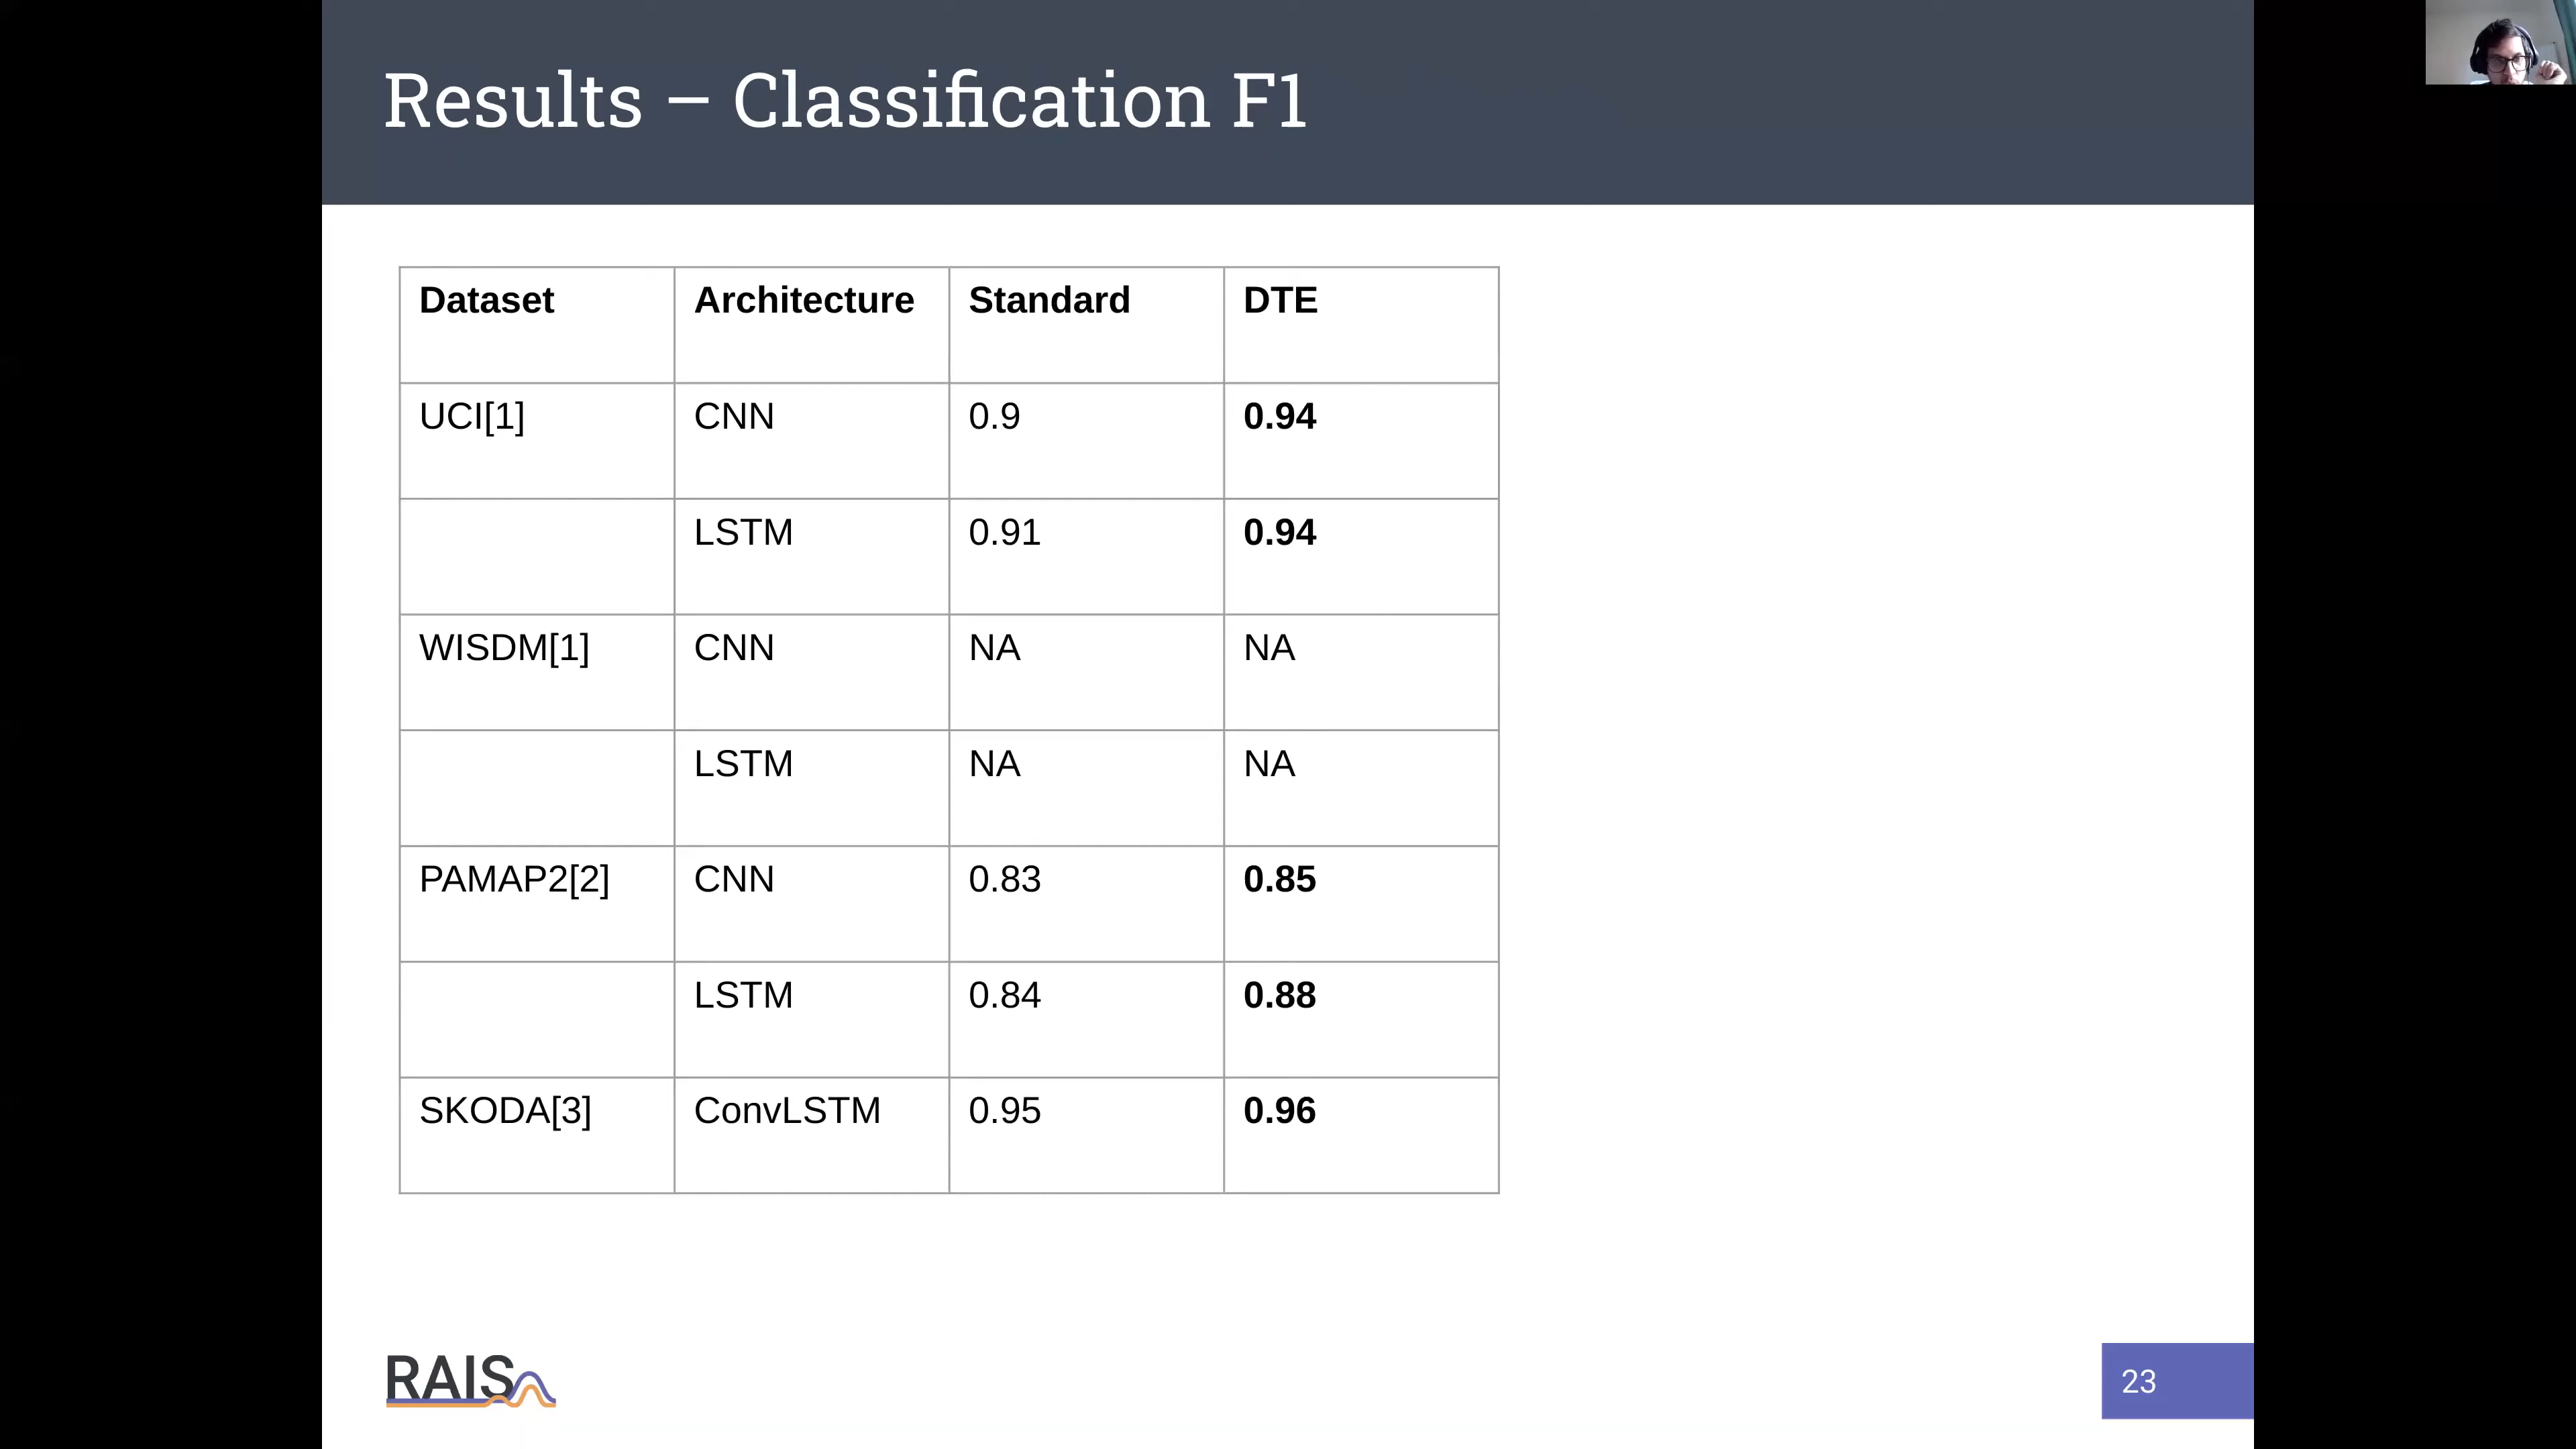 Results – Classification F1
Dataset Architecture Standard DTE
UCI[1] CNN 0.9 0.94
LSTM 0.91 0.94
WISDM[1] CNN NA NA
LSTM NA NA
PAMAP2[2] CNN 0.83 0.85
LSTM 0.84 0.88
SKODA[3] ConvLSTM 0.95 0.96
RAIS
23